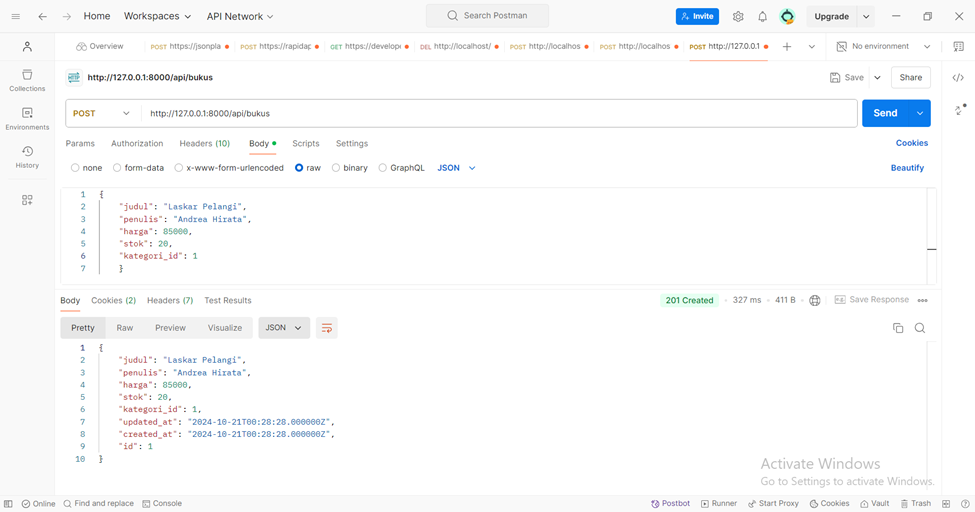 Home Workspaces API Network Search Postman Invite Upgrade
Overview POST https://jsonpla POST https://rapidap GET https://develop DEL http://localhost/ POST http://localhos POST http://localhos POST http://127.0.0.1 No environment
HTTP http://127.0.0.1:8000/api/bukus Save Share
Collections
Environments
History
POST http://127.0.0.1:8000/api/bukus Send
Params Authorization Headers (10) Body Scripts Settings Cookies
none form-data x-www-form-urlencoded raw binary GraphQL JSON Beautify
1 {
2 "judul": "Laskar Pelangi",
3 "penulis": "Andrea Hirata",
4 "harga": 85000,
5 "stok": 20,
6 "kategori_id": 1
7 }
Body Cookies (2) Headers (7) Test Results 201 Created 327 ms 411 B Save Response
Pretty Raw Preview Visualize JSON
1 {
2 "judul": "Laskar Pelangi",
3 "penulis": "Andrea Hirata",
4 "harga": 85000,
5 "stok": 20,
6 "kategori_id": 1,
7 "updated_at": "2024-10-21T00:28:28.000000Z",
8 "created_at": "2024-10-21T00:28:28.000000Z",
9 "id": 1
10 }
Activate Windows
Go to Settings to activate Windows.
Online Find and replace Console Postbot Runner Start Proxy Cookies Vault Trash